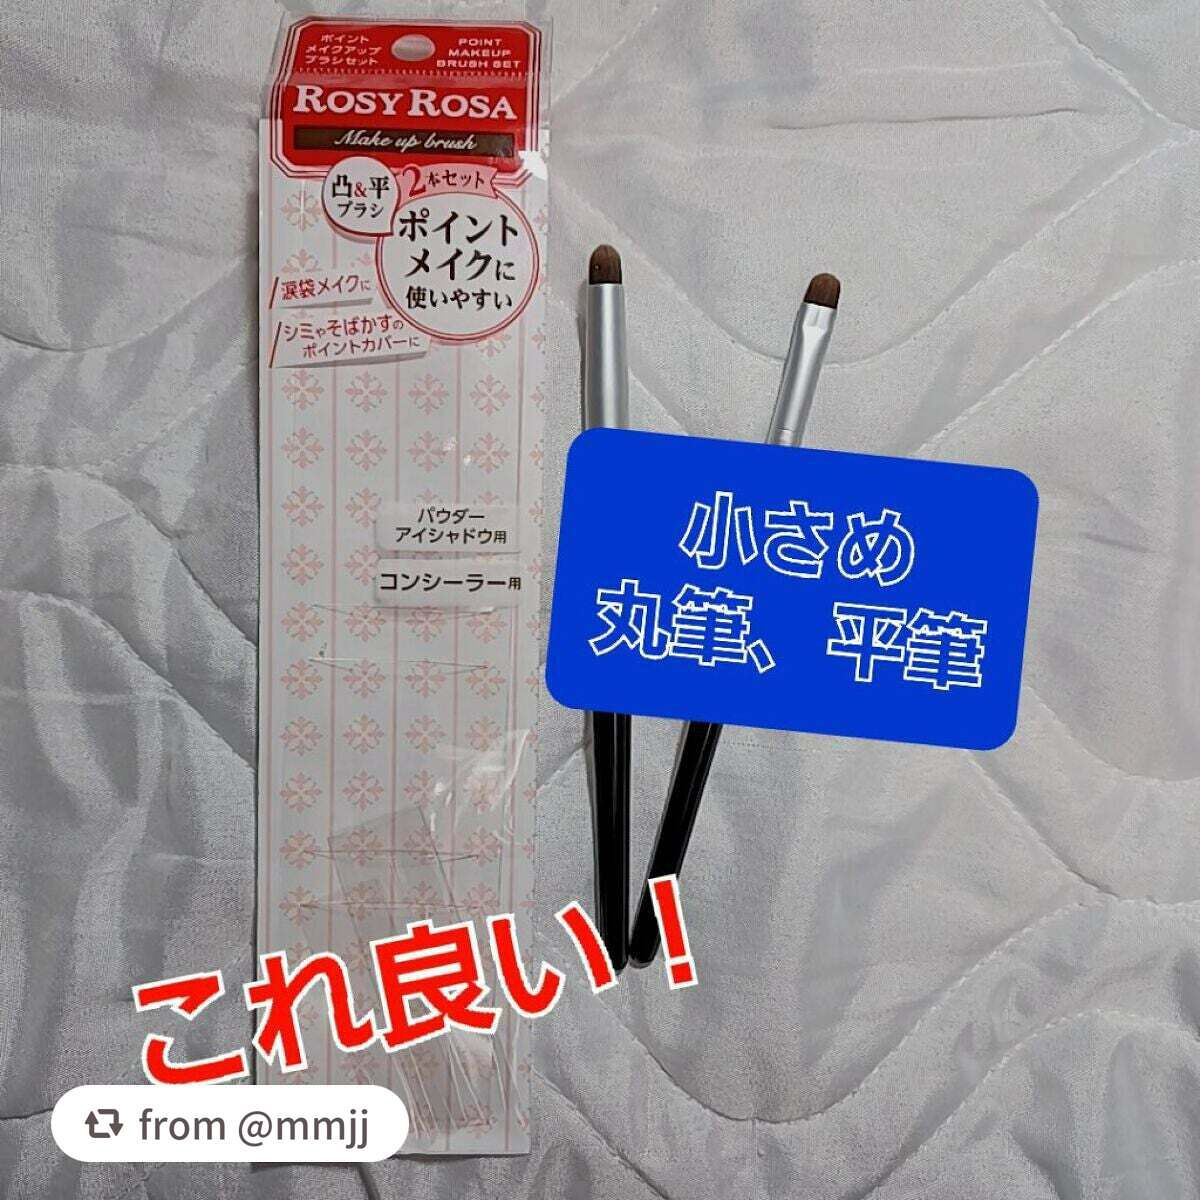 ポイント
メイクアップ
ブラシセット
POINT
MAKEUP
BRUSH SET
ROSY ROSA
Make up brush
凸&平
ブラシ
2本セット
ポイント
メイクに
使いやすい
涙袋メイクに
シミやそばかすの
ポイントカバーに
パウダー
アイシャドウ用
コンシーラー用
小さめ
丸筆、平筆
これ良い!
from @mmjj